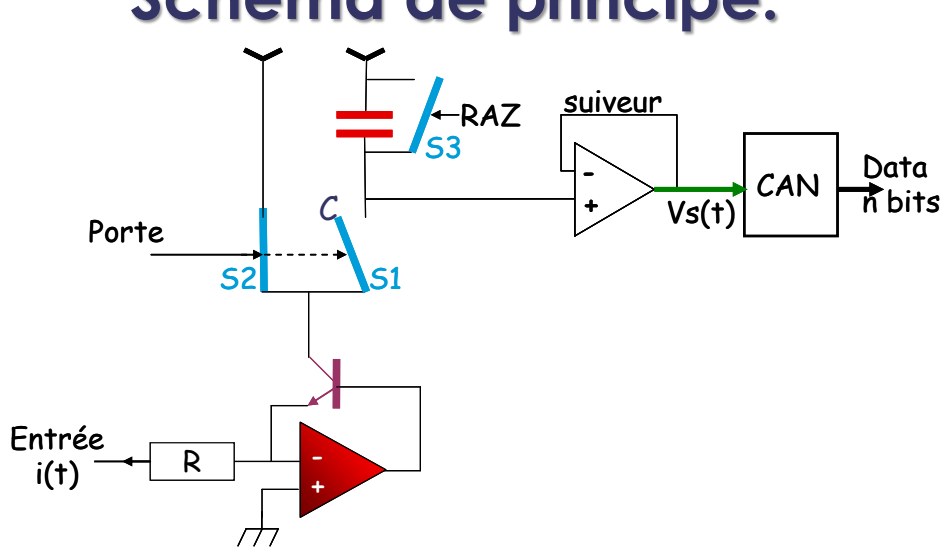 Schéma de principe.
suiveur
RAZ
S3
-
+
CAN
Data
n bits
Vs(t)
C
Porte
S2
S1
Entrée
i(t)
R
-
+